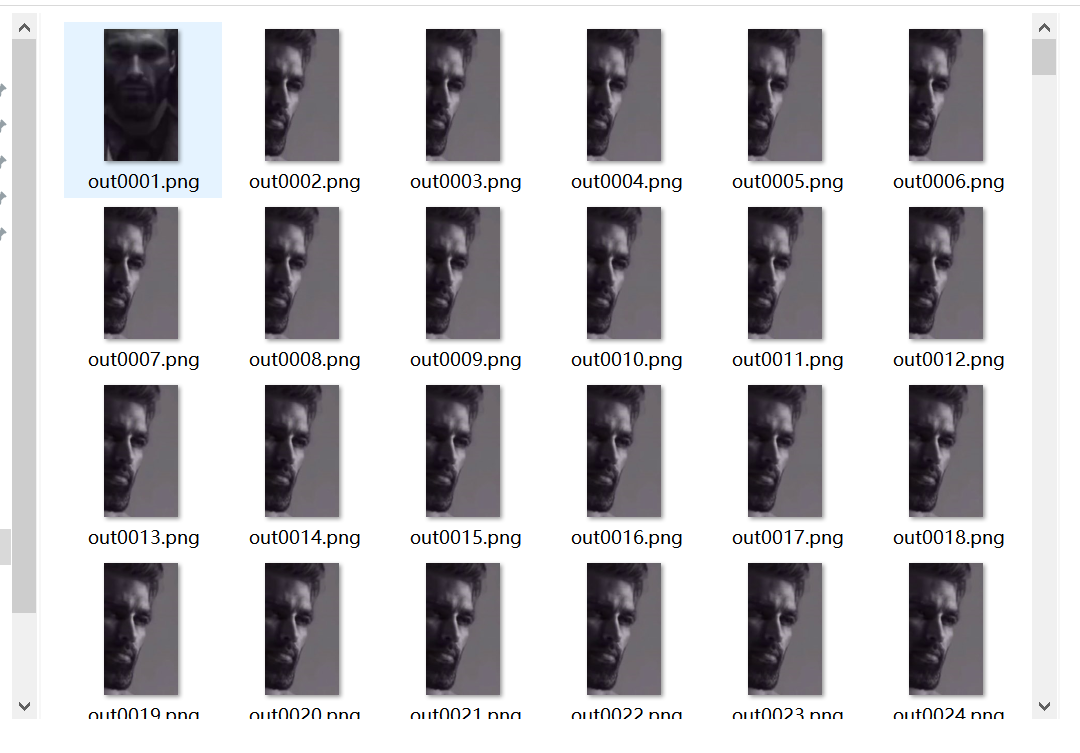 out0001.png out0002.png out0003.png out0004.png out0005.png out0006.png
out0007.png out0008.png out0009.png out0010.png out0011.png out0012.png
out0013.png out0014.png out0015.png out0016.png out0017.png out0018.png
out0019.png out0020.png out0021.png out0022.png out0023.png out0024.png